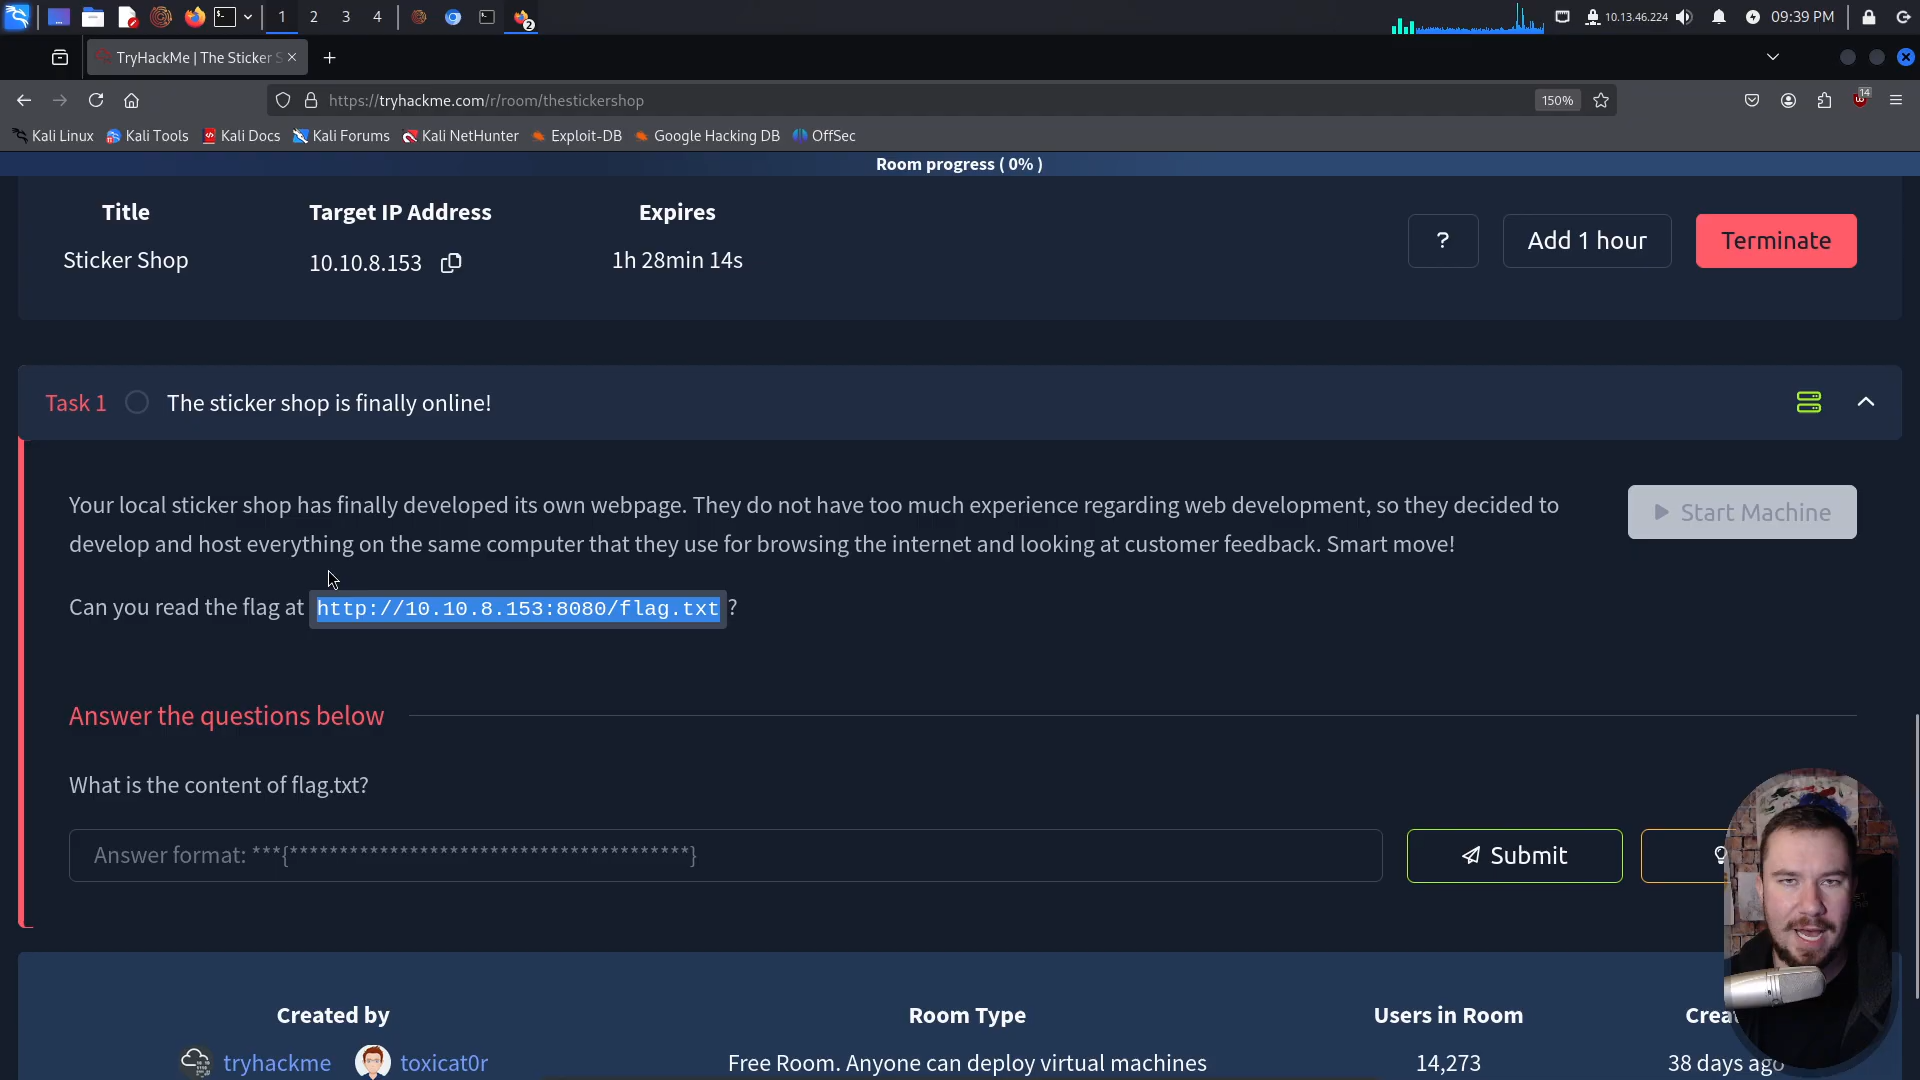 1 2 3 4 2 10.13.46.224 09:39 PM
TryHackMe | The Sticker S
https://tryhackme.com/r/room/thestickershop 150% 14
Kali Linux Kali Tools Kali Docs Kali Forums Kali NetHunter Exploit-DB Google Hacking DB OffSec
Room progress ( 0% )
Title Target IP Address Expires
? Add 1 hour Terminate
Sticker Shop 10.10.8.153 1h 28min 14s
Task 1 The sticker shop is finally online!
Your local sticker shop has finally developed its own webpage. They do not have too much experience regarding web development, so they decided to
develop and host everything on the same computer that they use for browsing the internet and looking at customer feedback. Smart move!
Start Machine
Can you read the flag at http://10.10.8.153:8080/flag.txt ?
Answer the questions below
What is the content of flag.txt?
Answer format: ***{****************************************} Submit
Created by Room Type Users in Room
tryhackme toxicat0r Free Room. Anyone can deploy virtual machines 14,273 38 days ago